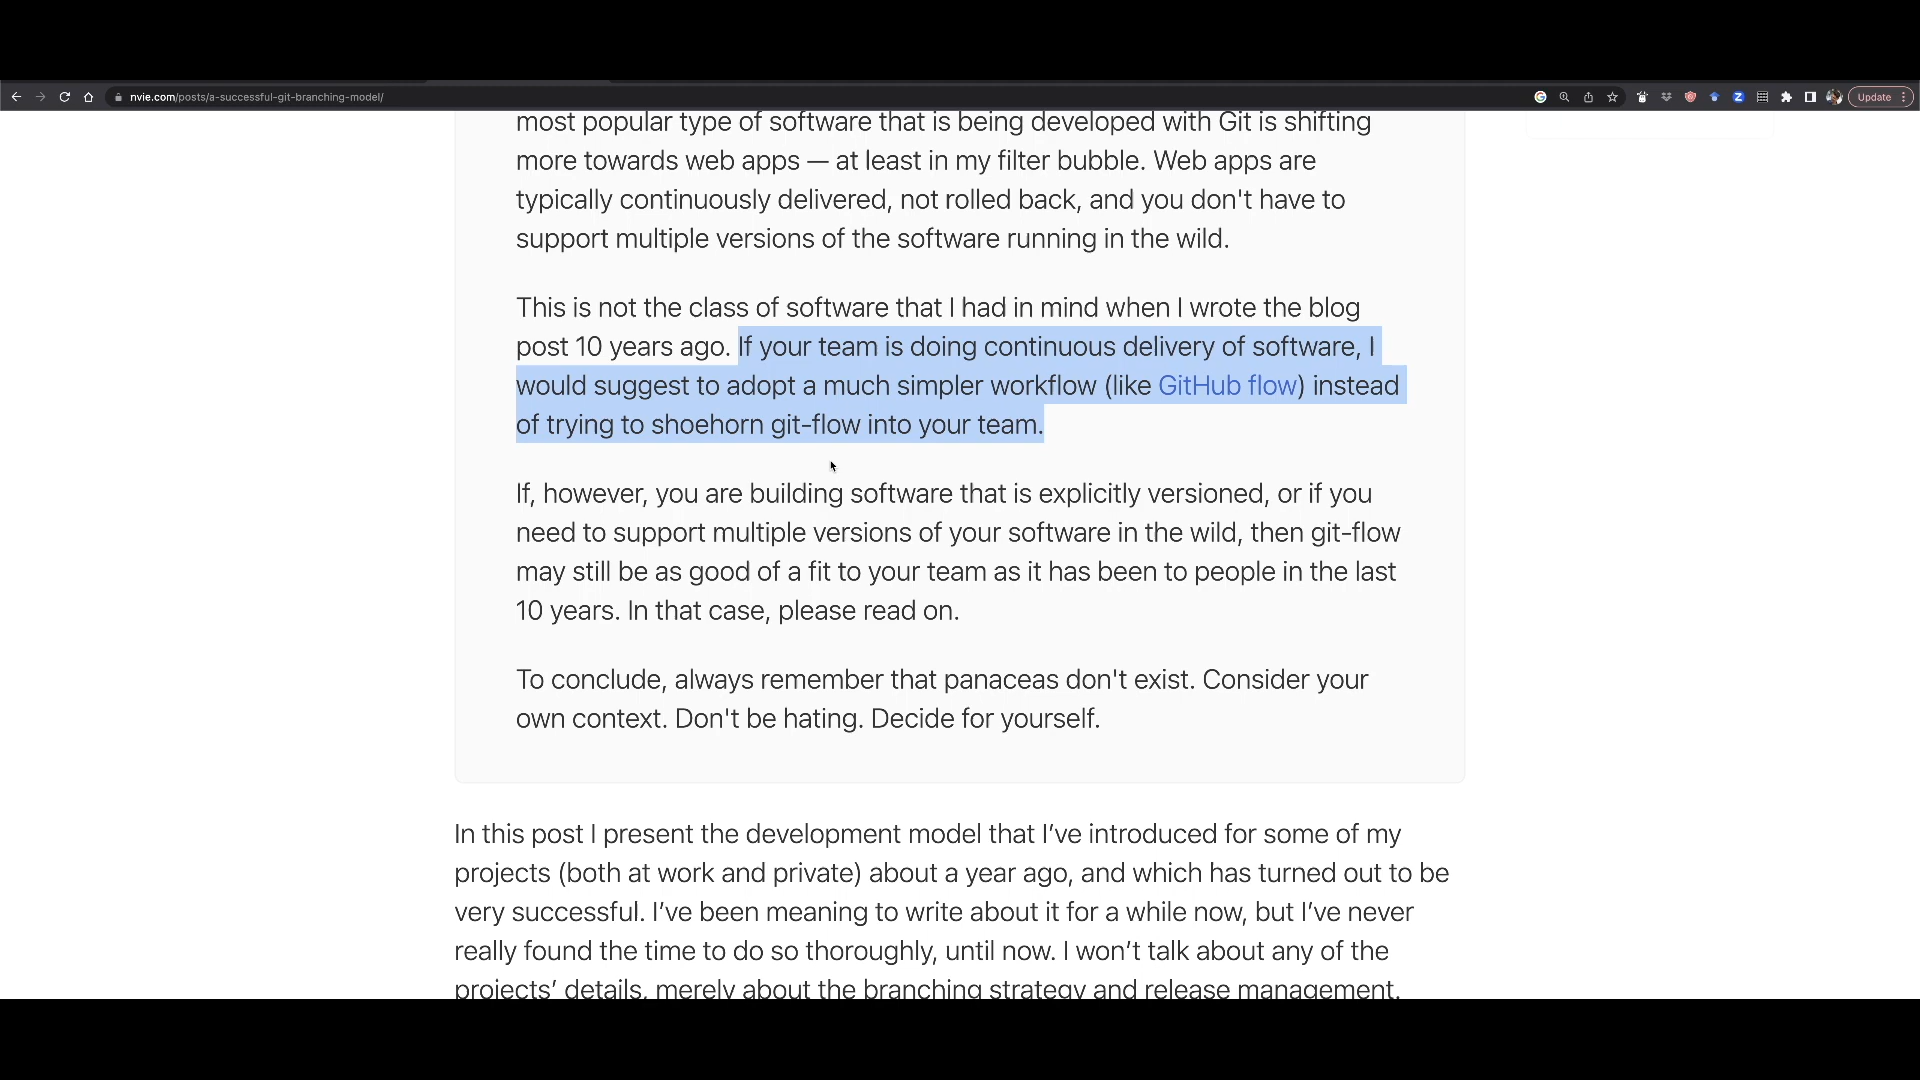 nvie.com/posts/a-successful-git-branching-model/
Update
most popular type of software that is being developed with Git is shifting
more towards web apps — at least in my filter bubble. Web apps are
typically continuously delivered, not rolled back, and you don't have to
support multiple versions of the software running in the wild.
This is not the class of software that I had in mind when I wrote the blog
post 10 years ago. If your team is doing continuous delivery of software, I
would suggest to adopt a much simpler workflow (like GitHub flow) instead
of trying to shoehorn git-flow into your team.
If, however, you are building software that is explicitly versioned, or if you
need to support multiple versions of your software in the wild, then git-flow
may still be as good of a fit to your team as it has been to people in the last
10 years. In that case, please read on.
To conclude, always remember that panaceas don't exist. Consider your
own context. Don't be hating. Decide for yourself.
In this post I present the development model that I’ve introduced for some of my
projects (both at work and private) about a year ago, and which has turned out to be
very successful. I’ve been meaning to write about it for a while now, but I’ve never
really found the time to do so thoroughly, until now. I won’t talk about any of the
projects’ details, merely about the branching strategy and release management.